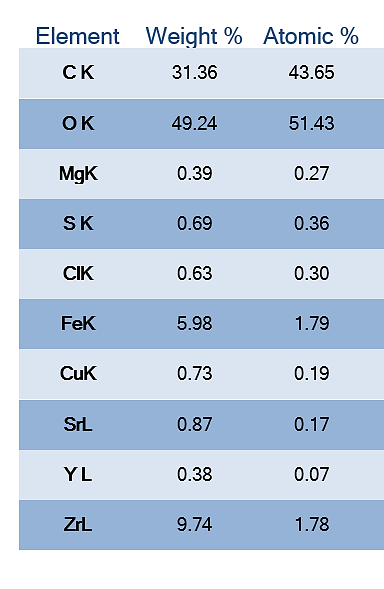 Element Weight % Atomic %
C K 31.36 43.65
O K 49.24 51.43
MgK 0.39 0.27
S K 0.69 0.36
ClK 0.63 0.30
FeK 5.98 1.79
CuK 0.73 0.19
SrL 0.87 0.17
Y L 0.38 0.07
ZrL 9.74 1.78